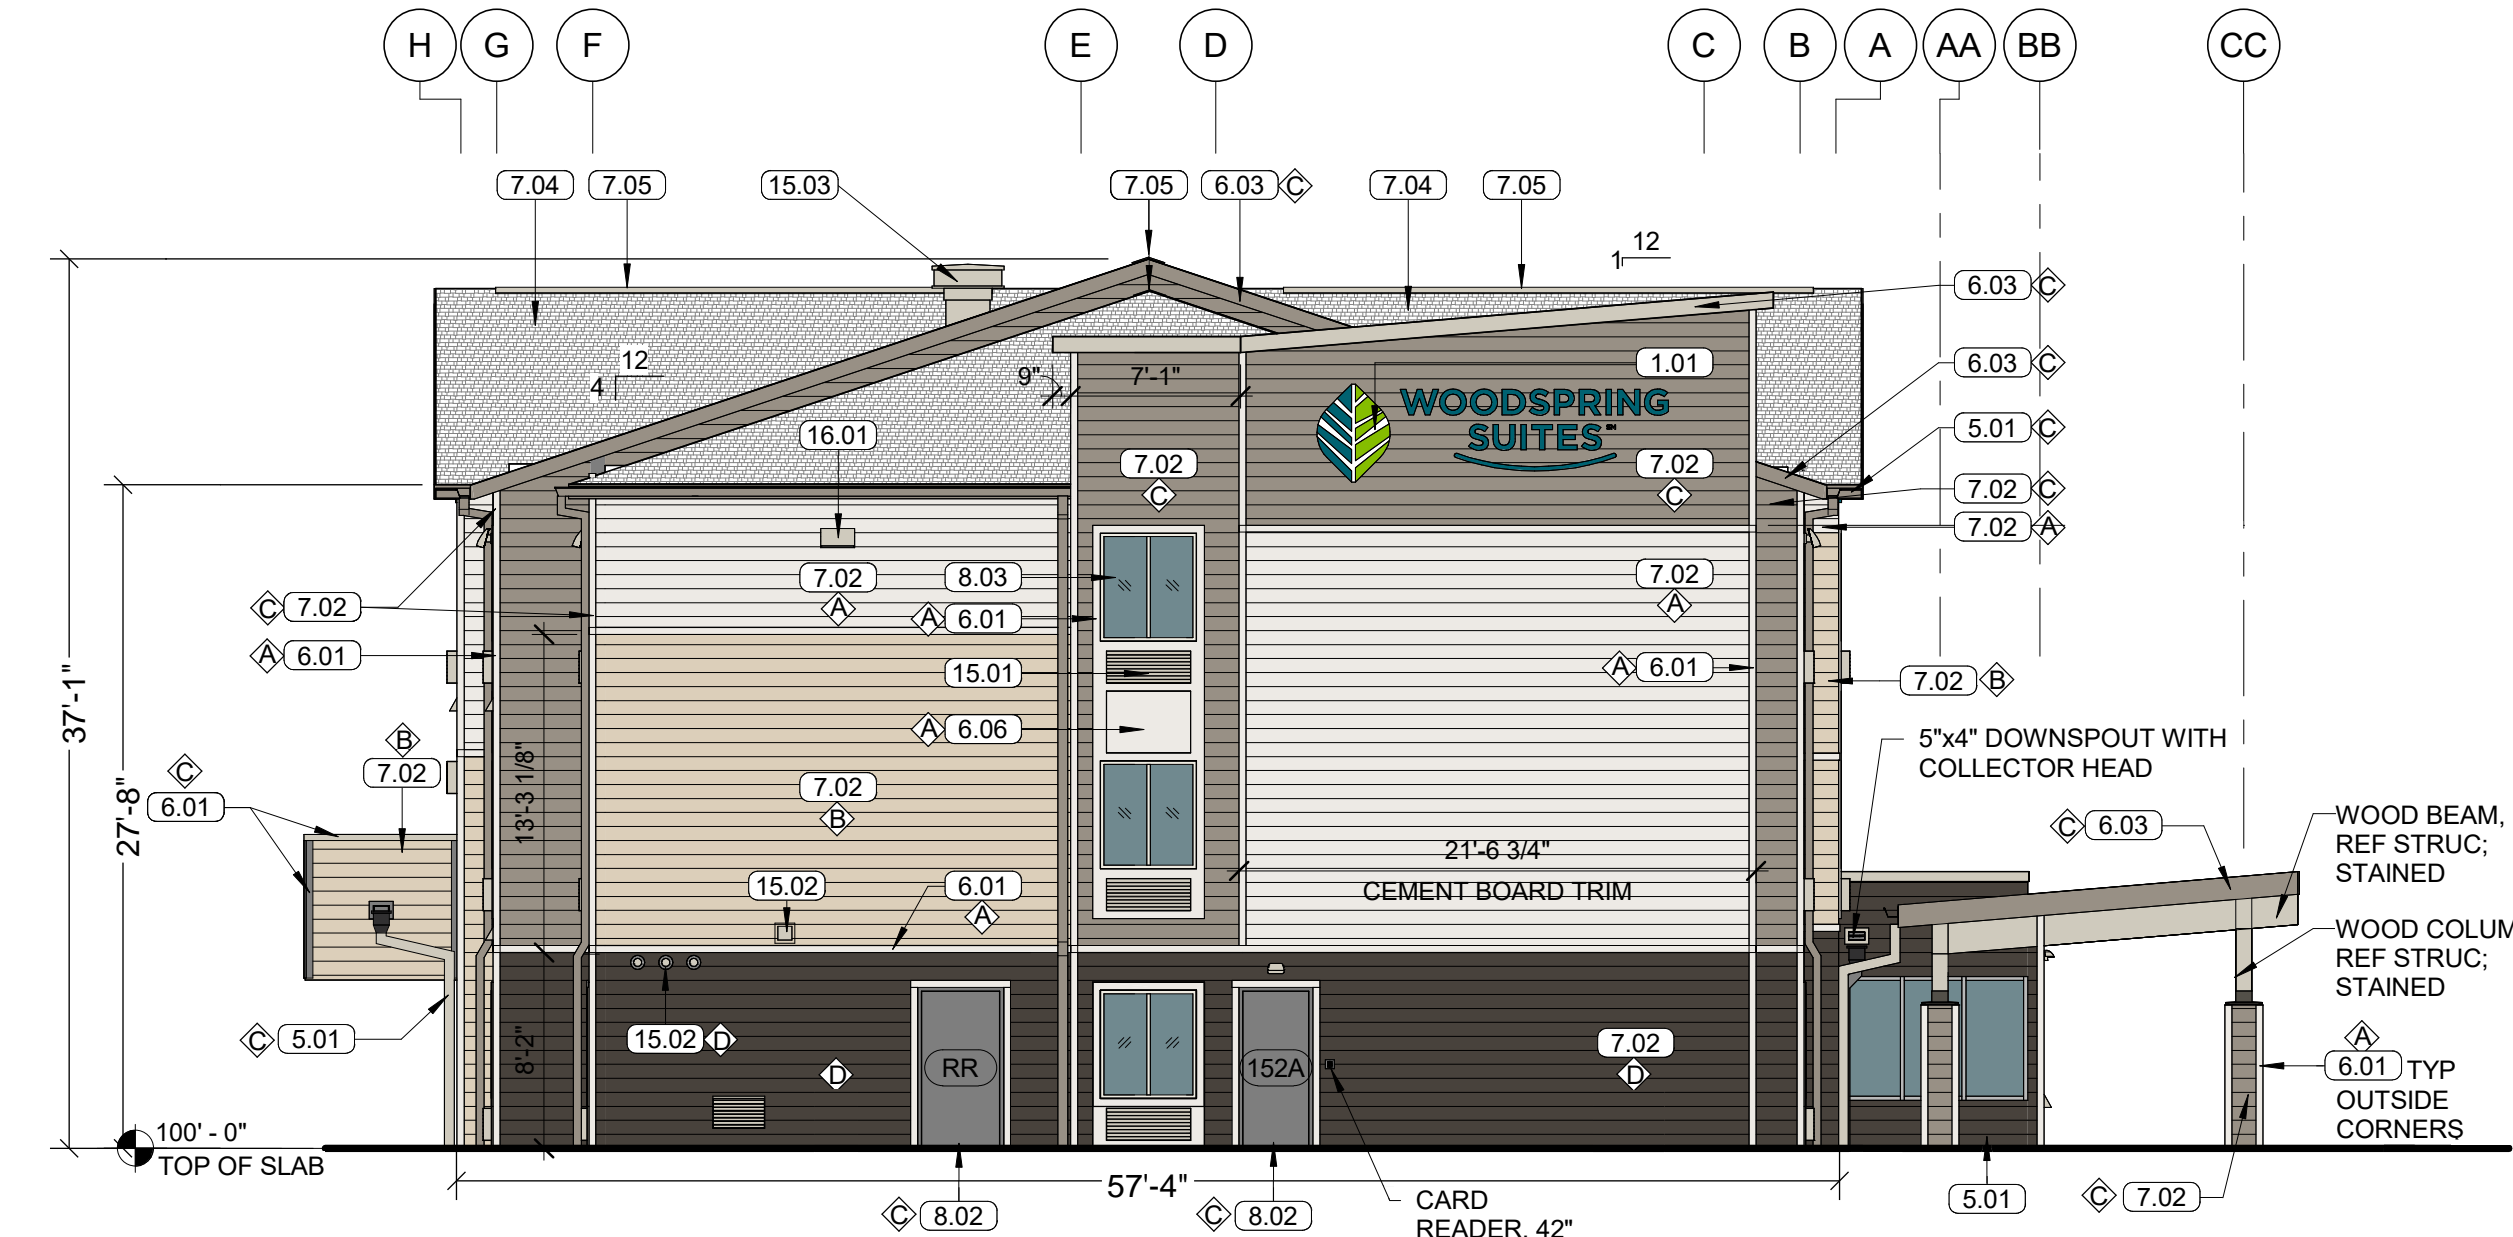 H G F E D C B A AA BB CC
7.04 7.05 15.03 7.05 6.03 C 7.04 7.05
12
1
6.03 C
12
4
9"
7'-1"
1.01
6.03 C
WOODSPRING
SUITES SM
16.01
5.01 C
7.02
C
7.02
C
7.02 C
7.02 A
7.02
A
8.03
7.02
A
C 7.02
A 6.01
A 6.01
15.01
A 6.01
7.02 B
37'-1"
27'-8"
A 6.06
B
7.02
C
6.01
13'-3 1/8"
7.02
B
5"x4" DOWNSPOUT WITH
COLLECTOR HEAD
C 6.03
WOOD BEAM,
REF STRUC;
STAINED
21'-6 3/4"
CEMENT BOARD TRIM
15.02
6.01
A
WOOD COLUM
REF STRUC;
STAINED
C 5.01
8'-2"
15.02 D
D
RR
152A
7.02
D
A
6.01 TYP
OUTSIDE
CORNERS
100' - 0"
TOP OF SLAB
57'-4"
C 8.02
C 8.02
CARD
READER, 42"
5.01
C 7.02